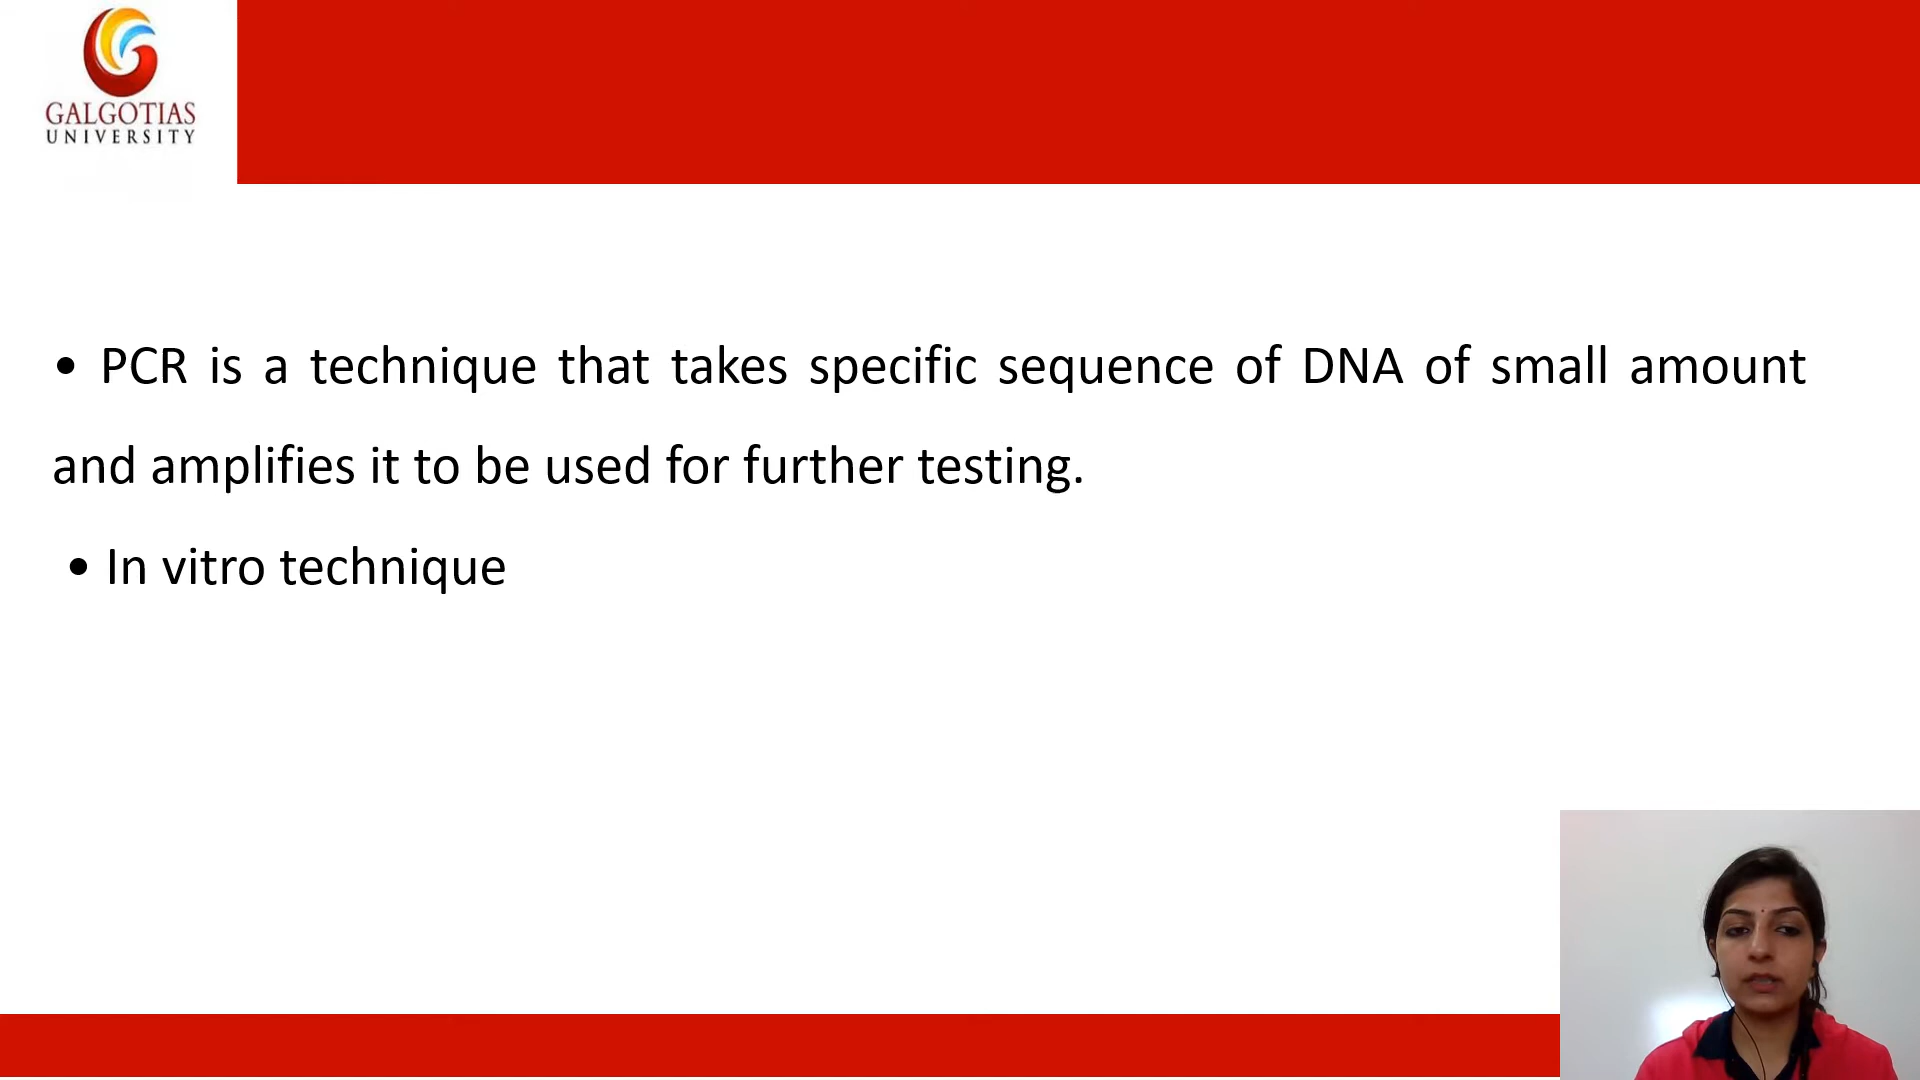 GALGOTIAS
UNIVERSITY
• PCR is a technique that takes specific sequence of DNA of small amount
and amplifies it to be used for further testing.
• In vitro technique